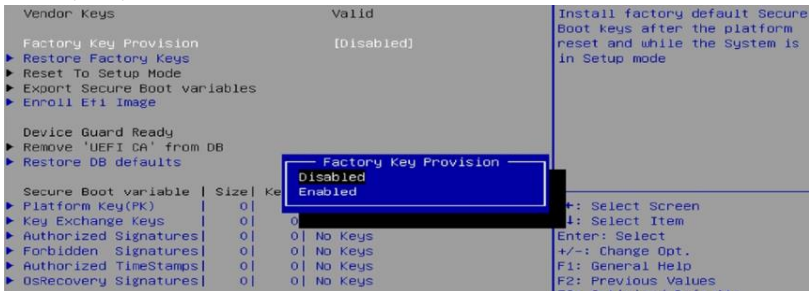 Vendor Keys Valid
Factory Key Provision [Disabled]
► Restore Factory Keys
► Reset To Setup Mode
► Export Secure Boot variables
► Enroll Efi Image
Device Guard Ready
► Remove 'UEFI CA' from DB
► Restore DB defaults
Secure Boot variable | Size| Ke
► Platform Key(PK) | 0|
► Key Exchange Keys | 0| 0
► Authorized Signatures| 0| 0| No Keys
► Forbidden Signatures| 0| 0| No Keys
► Authorized TimeStamps| 0| 0| No Keys
► OsRecovery Signatures| 0| 0| No Keys
Factory Key Provision
Disabled
Enabled
Install factory default Secure
Boot keys after the platform
reset and while the System is
in Setup mode
←: Select Screen
↓: Select Item
Enter: Select
+/-: Change Opt.
F1: General Help
F2: Previous Values